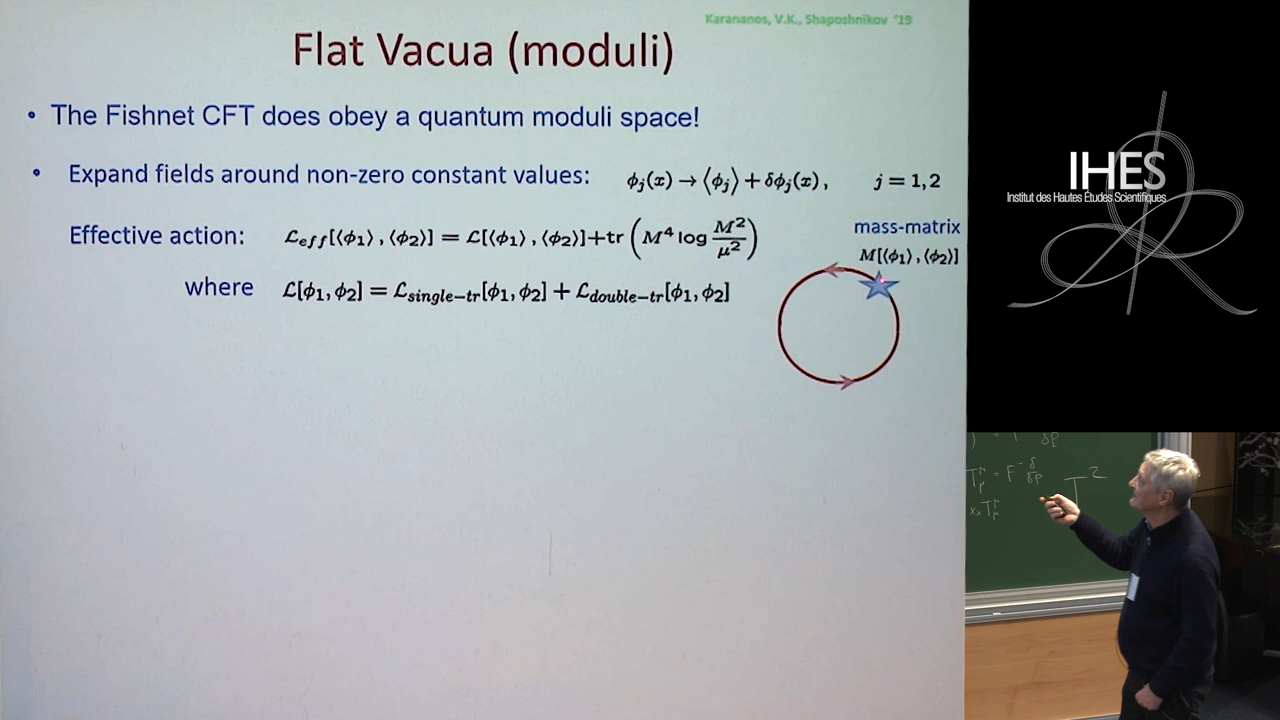 Karananos, V.K., Shaposhnikov '19
Flat Vacua (moduli)
• The Fishnet CFT does obey a quantum moduli space!
• Expand fields around non-zero constant values: ϕ_j(x) → ⟨ϕ_j⟩ + δϕ_j(x), j = 1, 2
Effective action: ℒ_eff[⟨ϕ_1⟩, ⟨ϕ_2⟩] = ℒ[⟨ϕ_1⟩, ⟨ϕ_2⟩] + tr (M^4 log M^2/μ^2)
mass-matrix
M[⟨ϕ_1⟩, ⟨ϕ_2⟩]
where ℒ[ϕ_1, ϕ_2] = ℒ_single−tr[ϕ_1, ϕ_2] + ℒ_double−tr[ϕ_1, ϕ_2]
IHES
Institut des Hautes Études Scientifiques
T^2